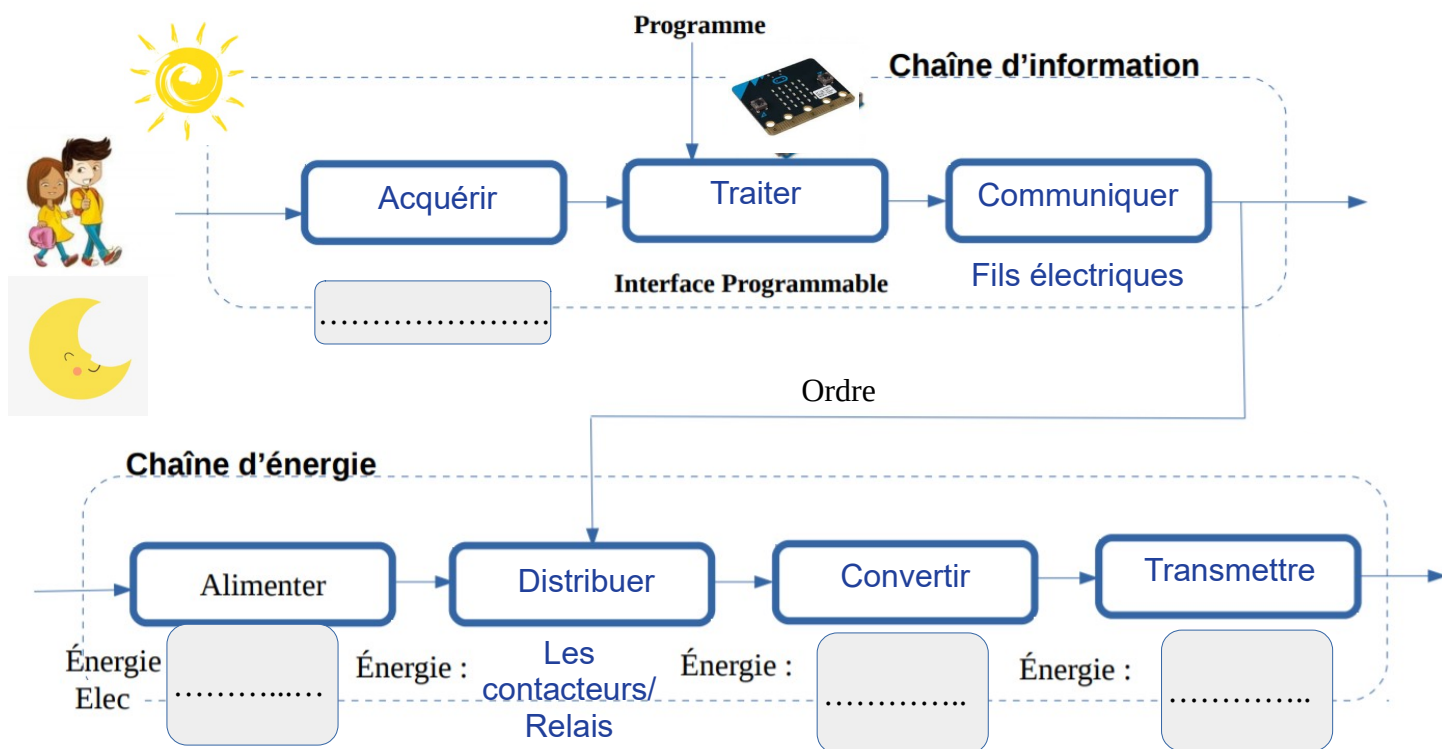 Programme
Chaîne d’information
Acquérir
Traiter
Communiquer
Interface Programmable
Fils électriques
……………………
Ordre
Chaîne d’énergie
Alimenter
Distribuer
Convertir
Transmettre
Énergie
Elec
………...…
Énergie :
Les
contacteurs/
Relais
Énergie :
…………..
Énergie :
…………..